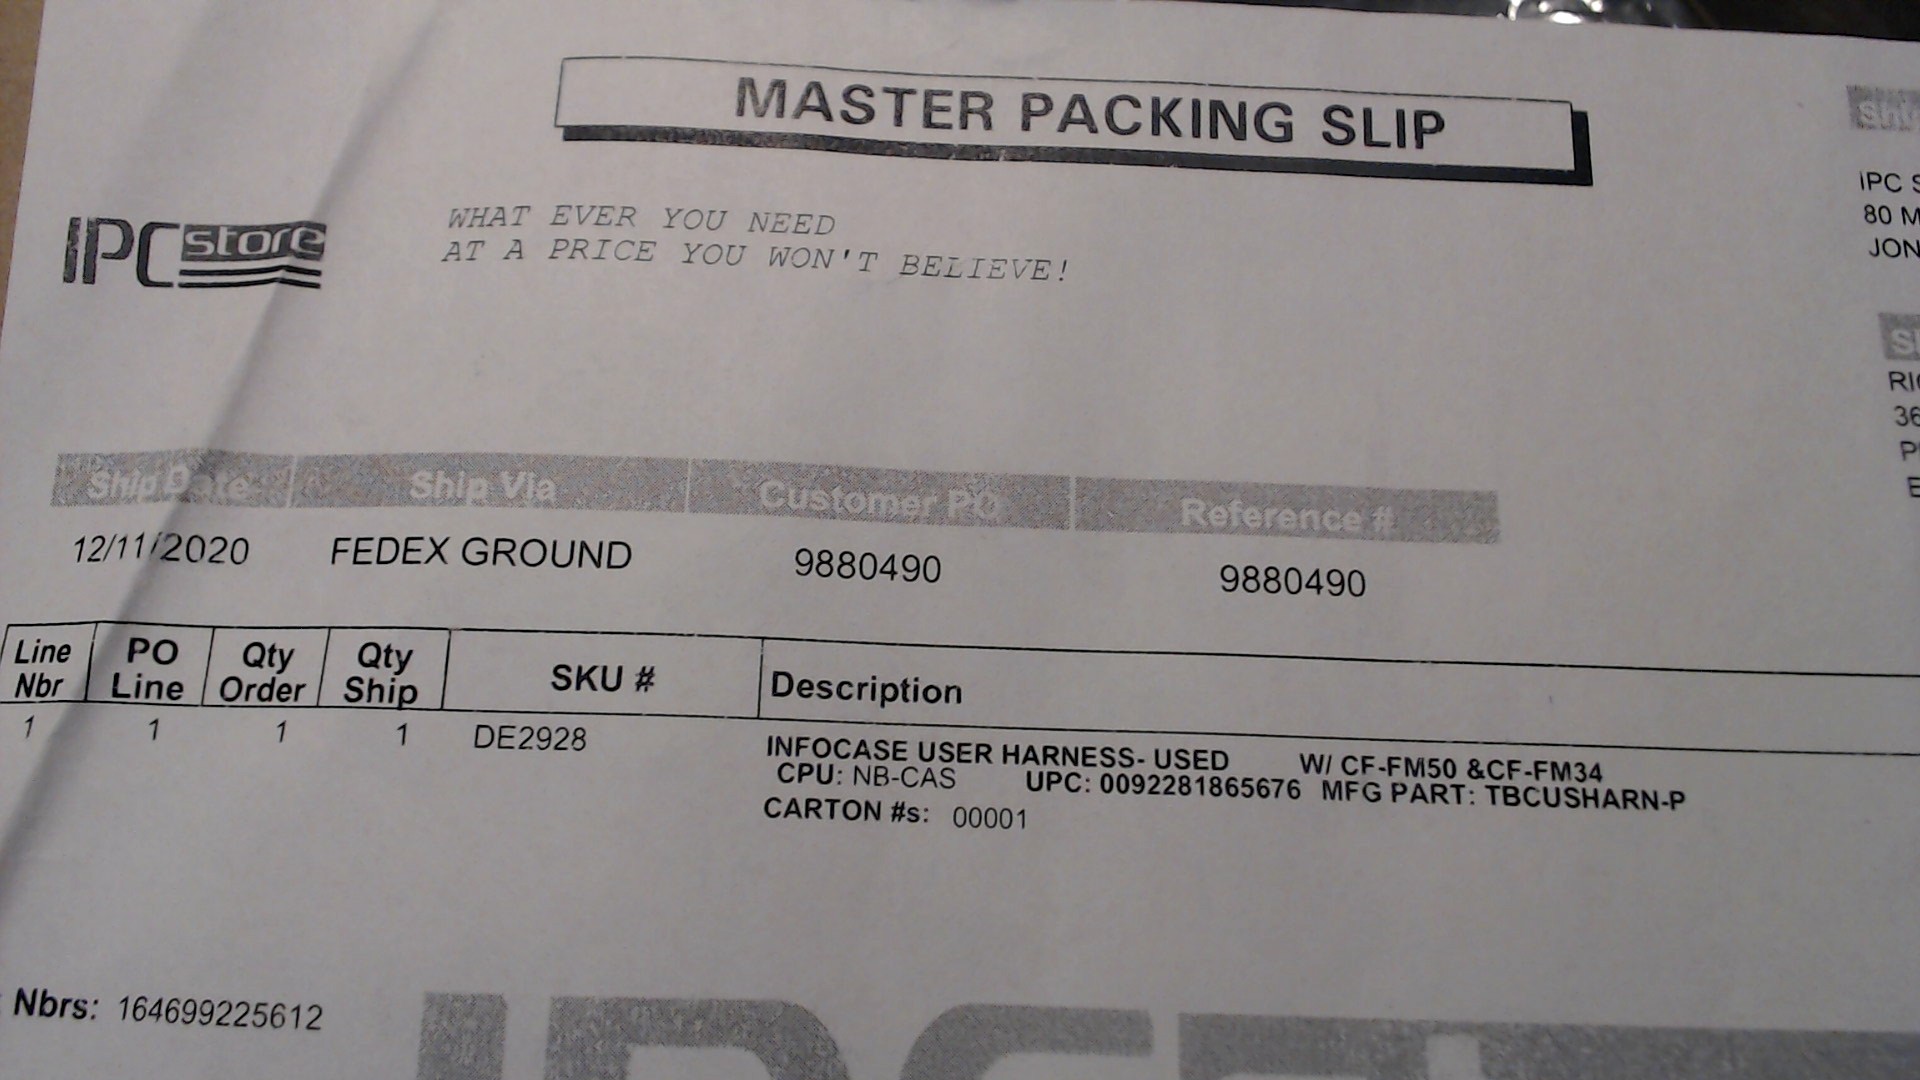 MASTER PACKING SLIP
IPC store
WHAT EVER YOU NEED
AT A PRICE YOU WON'T BELIEVE!
IPC
80
JON
RI
36
Ship Date Ship Via Customer PO Reference #
12/11/2020 FEDEX GROUND 9880490 9880490
Line Nbr PO Line Qty Order Qty Ship SKU # Description
1 1 1 1 DE2928 INFOCASE USER HARNESS- USED W/ CF-FM50 &CF-FM34
CPU: NB-CAS UPC: 0092281865676 MFG PART: TBCUSHARN-P
CARTON #s: 00001
Nbrs: 164699225612